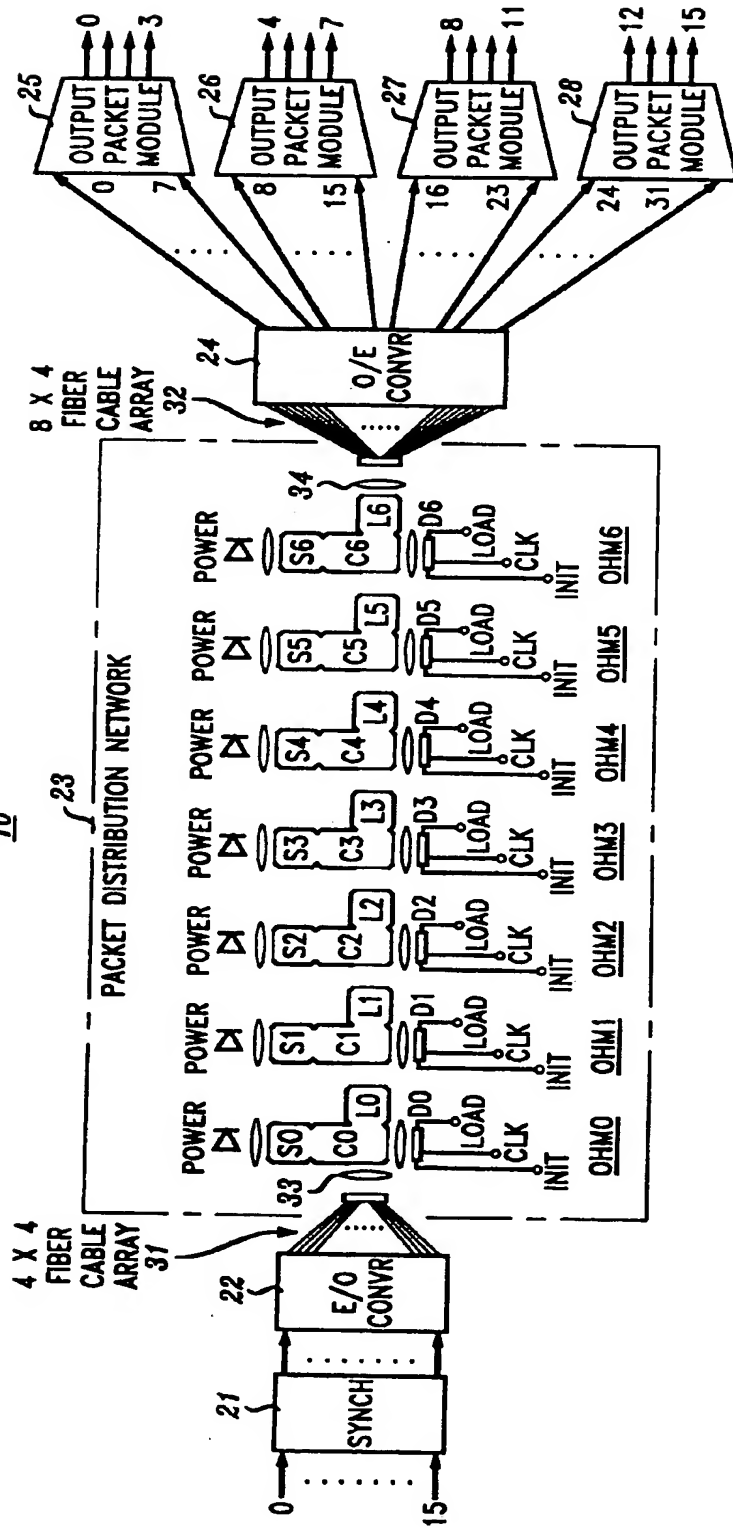 10
4 X 4
FIBER
CABLE
ARRAY
31
PACKET DISTRIBUTION NETWORK
23
8 X 4
FIBER
CABLE
ARRAY
32
0
15
21
SYNCH
22
E/O
CONVR
33
POWER
S0
C0
L0
D0
LOAD
CLK
INIT
OHM0
POWER
S1
C1
L1
D1
LOAD
CLK
INIT
OHM1
POWER
S2
C2
L2
D2
LOAD
CLK
INIT
OHM2
POWER
S3
C3
L3
D3
LOAD
CLK
INIT
OHM3
POWER
S4
C4
L4
D4
LOAD
CLK
INIT
OHM4
POWER
S5
C5
L5
D5
LOAD
CLK
INIT
OHM5
POWER
S6
C6
L6
D6
LOAD
CLK
INIT
OHM6
34
24
O/E
CONVR
25
OUTPUT
PACKET
MODULE
0
7
0
3
26
OUTPUT
PACKET
MODULE
8
15
4
7
27
OUTPUT
PACKET
MODULE
16
23
8
11
28
OUTPUT
PACKET
MODULE
24
31
12
15